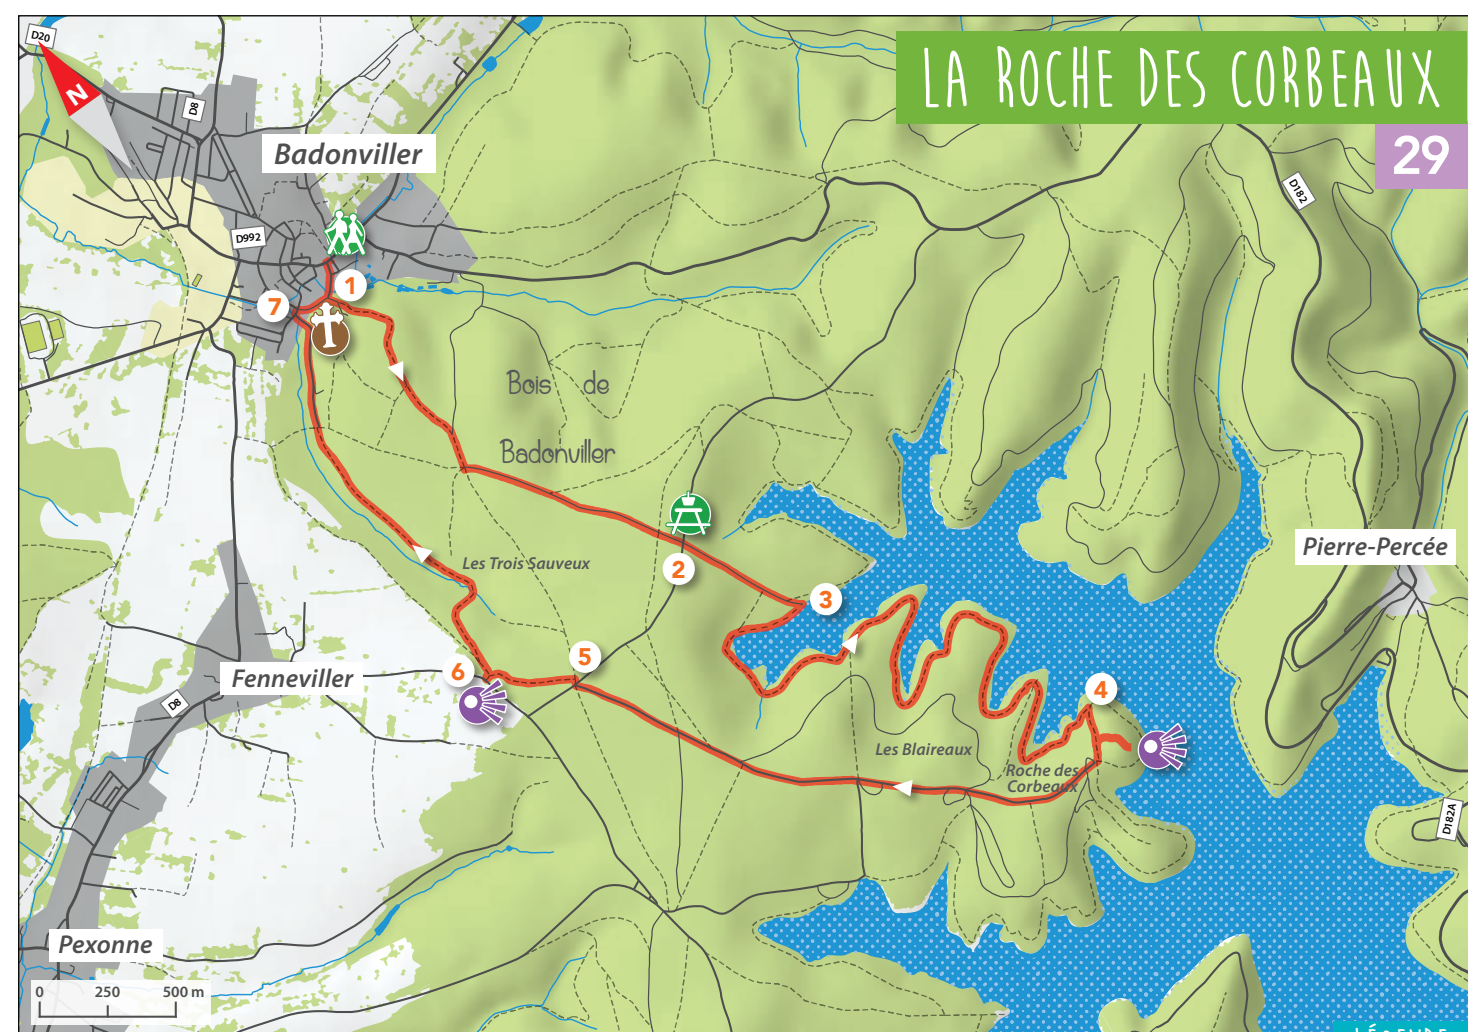 LA ROCHE DES CORBEAUX
29
D20
N
D8
Badonviller
D992
D182
1
7
Bois de
Badonviller
Pierre-Percée
Les Trois Sauveux
2
3
5
6
Fenneviller
4
D8
Les Blaireaux
Roche des
Corbeaux
D182A
Pexonne
0 250 500 m